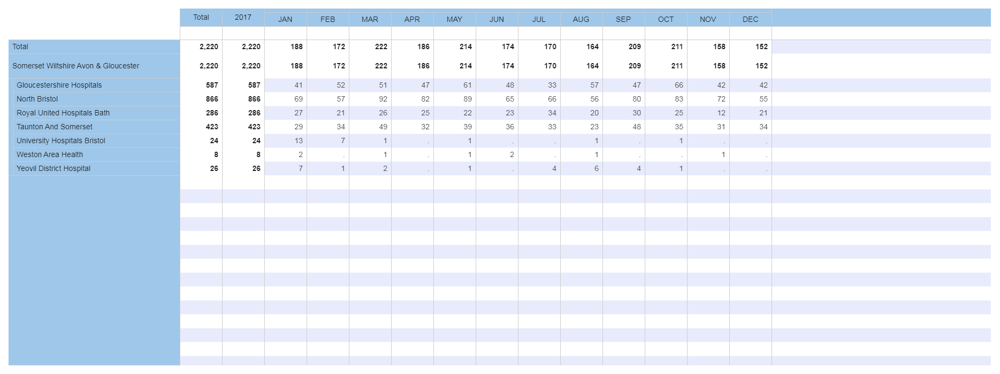 Total 2017 JAN FEB MAR APR MAY JUN JUL AUG SEP OCT NOV DEC
Total 2,220 2,220 188 172 222 186 214 174 170 164 209 211 158 152
Somerset Wiltshire Avon & Gloucester 2,220 2,220 188 172 222 186 214 174 170 164 209 211 158 152
Gloucestershire Hospitals 587 587 41 52 51 47 61 48 33 57 47 66 42 42
North Bristol 866 866 69 57 92 82 89 65 66 56 80 83 72 55
Royal United Hospitals Bath 286 286 27 21 26 25 22 23 34 20 30 25 12 21
Taunton And Somerset 423 423 29 34 49 32 39 36 33 23 48 35 31 34
University Hospitals Bristol 24 24 13 7 1 . 1 . . 1 . 1 . .
Weston Area Health 8 8 2 . 1 . 1 2 . 1 . . 1 .
Yeovil District Hospital 26 26 7 1 2 . 1 . 4 6 4 1 . .